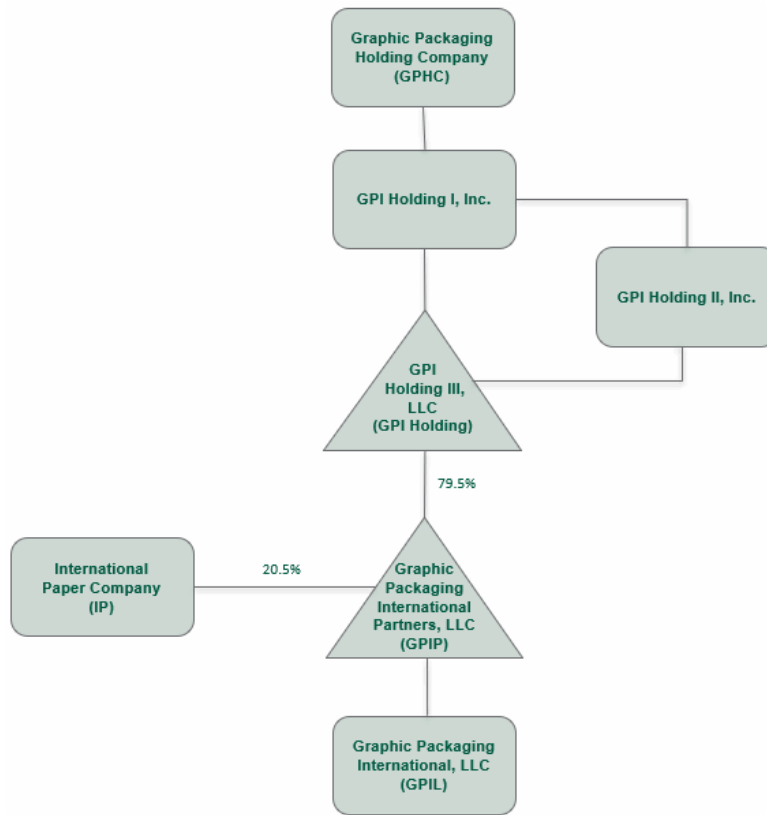 Graphic Packaging
Holding Company
(GPHC)
GPI Holding I, Inc.
GPI Holding II, Inc.
GPI
Holding III,
LLC
(GPI Holding)
79.5%
International
Paper Company
(IP)
20.5%
Graphic
Packaging
International
Partners, LLC
(GPIP)
Graphic Packaging
International, LLC
(GPIL)